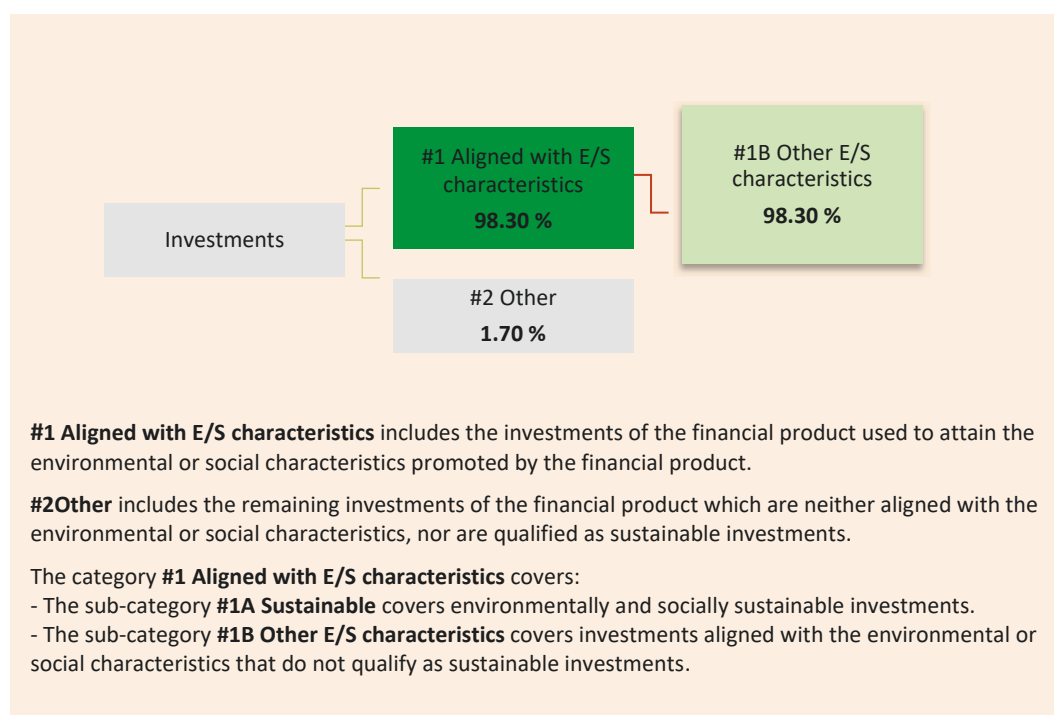 #1 Aligned with E/S
characteristics
98.30 %
#1B Other E/S
characteristics
98.30 %
Investments
#2 Other
1.70 %
#1 Aligned with E/S characteristics includes the investments of the financial product used to attain the
environmental or social characteristics promoted by the financial product.
#2Other includes the remaining investments of the financial product which are neither aligned with the
environmental or social characteristics, nor are qualified as sustainable investments.
The category #1 Aligned with E/S characteristics covers:
- The sub-category #1A Sustainable covers environmentally and socially sustainable investments.
- The sub-category #1B Other E/S characteristics covers investments aligned with the environmental or
social characteristics that do not qualify as sustainable investments.